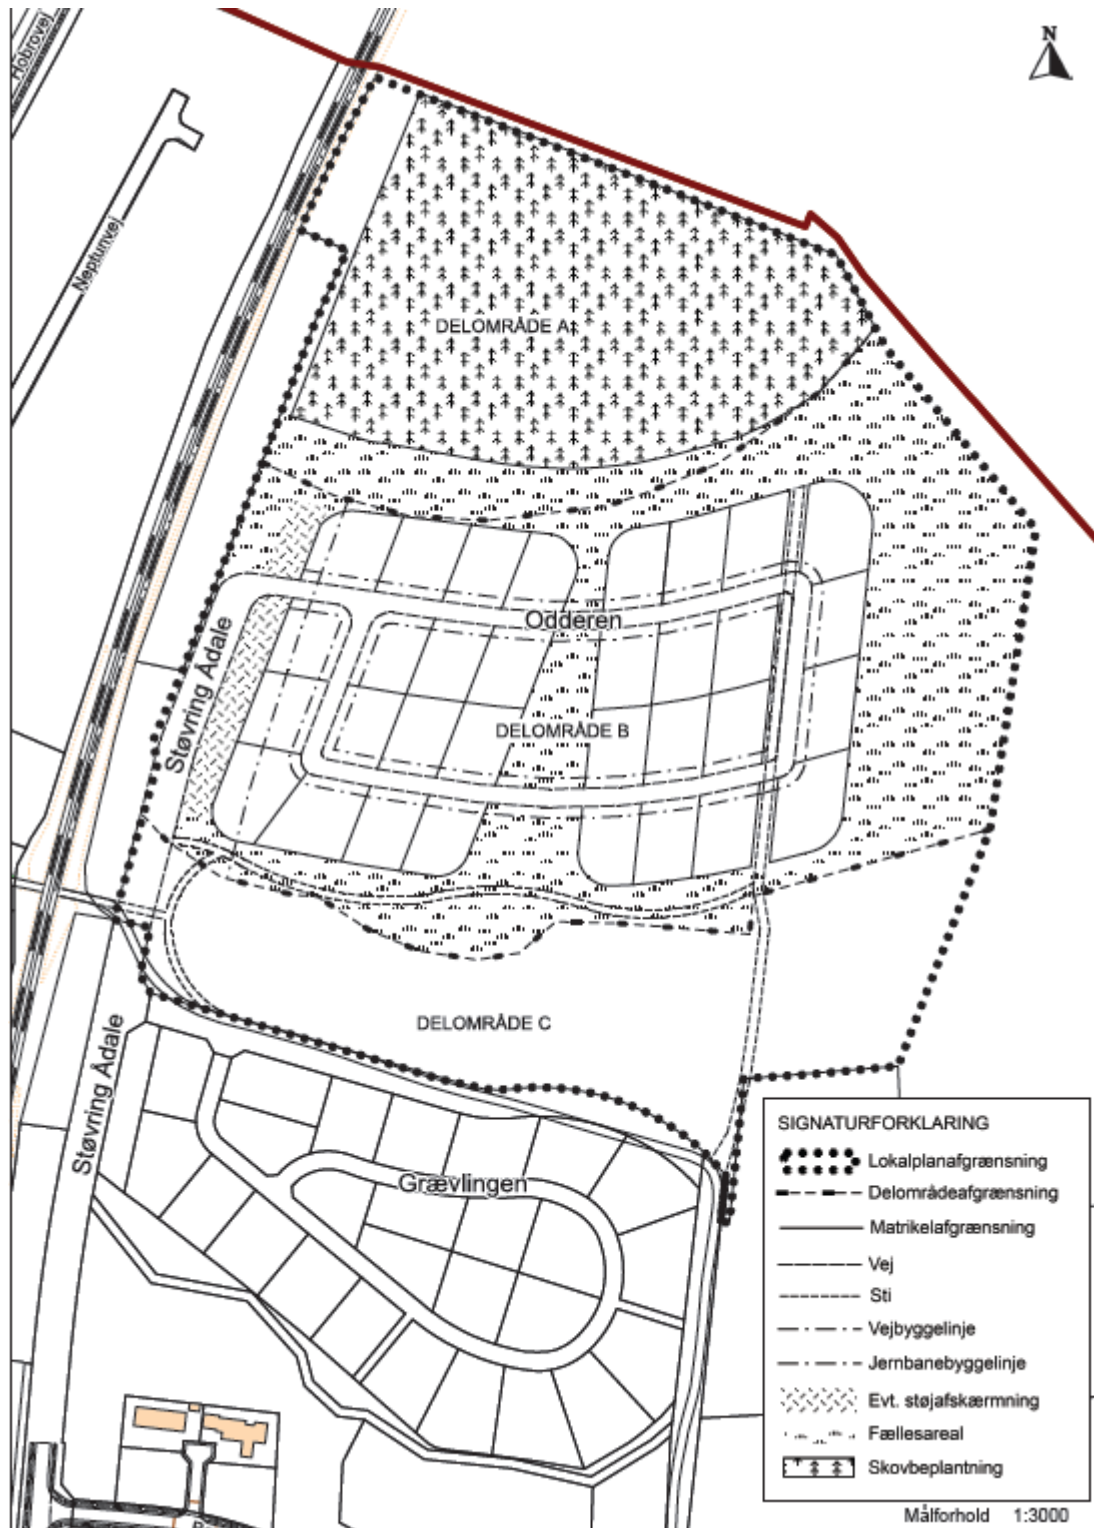 N
Hobrovej
Neptunvej
DELOMRÅDE A
Odderen
Støvring Ådale
DELOMRÅDE B
DELOMRÅDE C
Støvring Ådale
Grævlingen
SIGNATURFORKLARING
Lokalplanafgrænsning
Delområdeafgrænsning
Matrikelafgrænsning
Vej
Sti
Vejbyggelinje
Jernbanebyggelinje
Evt. støjafskærmning
Fællesareal
Skovbeplantning
Målforhold 1:3000